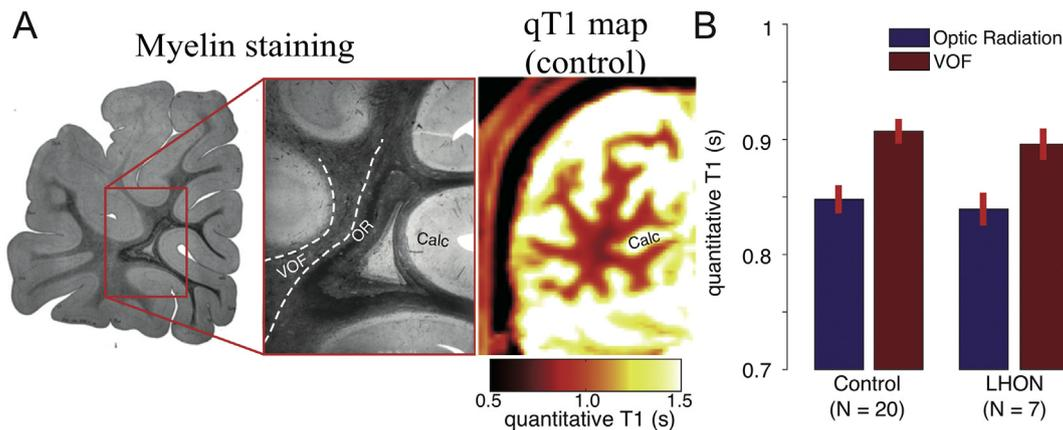 A
Myelin staining
VOF
OR
Calc
qT1 map
(control)
Calc
0.5
1.0
1.5
quantitative T1 (s)
B
Optic Radiation
VOF
1
0.9
0.8
0.7
quantitative T1 (s)
Control
(N = 20)
LHON
(N = 7)